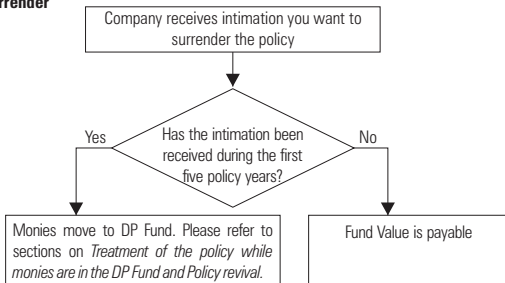 rrender
Company receives intimation you want to
surrender the policy
Yes
Has the intimation been
received during the first
five policy years?
No
Monies move to DP Fund. Please refer to
sections on Treatment of the policy while
monies are in the DP Fund and Policy revival.
Fund Value is payable